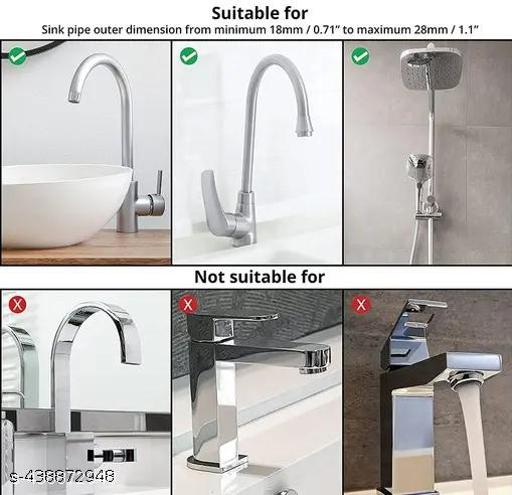 Suitable for
Sink pipe outer dimension from minimum 18mm / 0.71” to maximum 28mm / 1.1”
Not suitable for
s-438872948